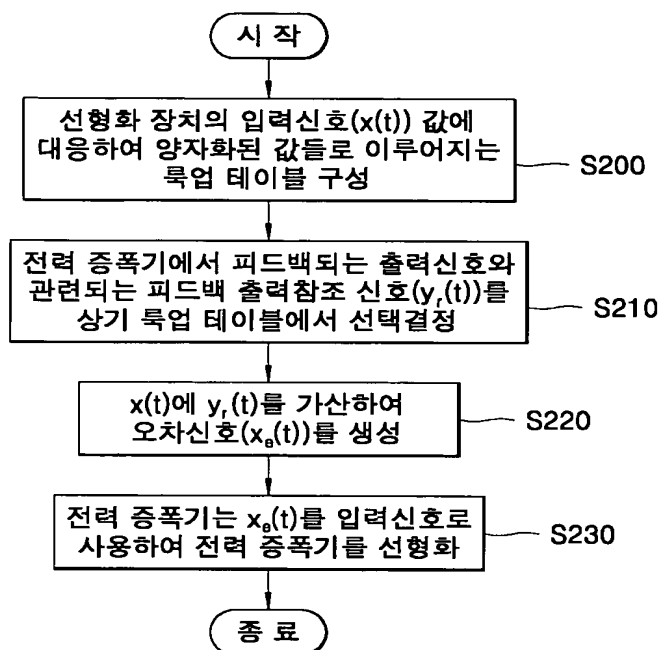 시 작
선형화 장치의 입력신호(x(t)) 값에
대응하여 양자화된 값들로 이루어지는
룩업 테이블 구성
S200
전력 증폭기에서 피드백되는 출력신호와
관련되는 피드백 출력참조 신호(yr(t))를
상기 룩업 테이블에서 선택결정
S210
x(t)에 yr(t)를 가산하여
오차신호(xe(t))를 생성
S220
전력 증폭기는 xe(t)를 입력신호로
사용하여 전력 증폭기를 선형화
S230
종 료